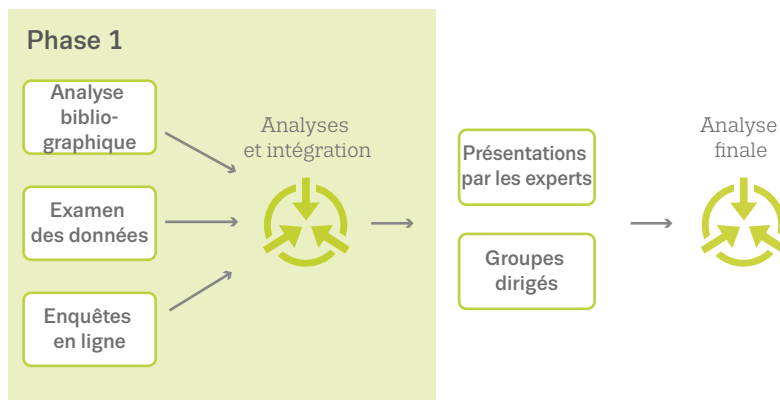 Phase 1
Analyse
biblio-
graphique
Examen
des données
Enquêtes
en ligne
Analyses
et intégration
Présentations
par les experts
Groupes
dirigés
Analyse
finale